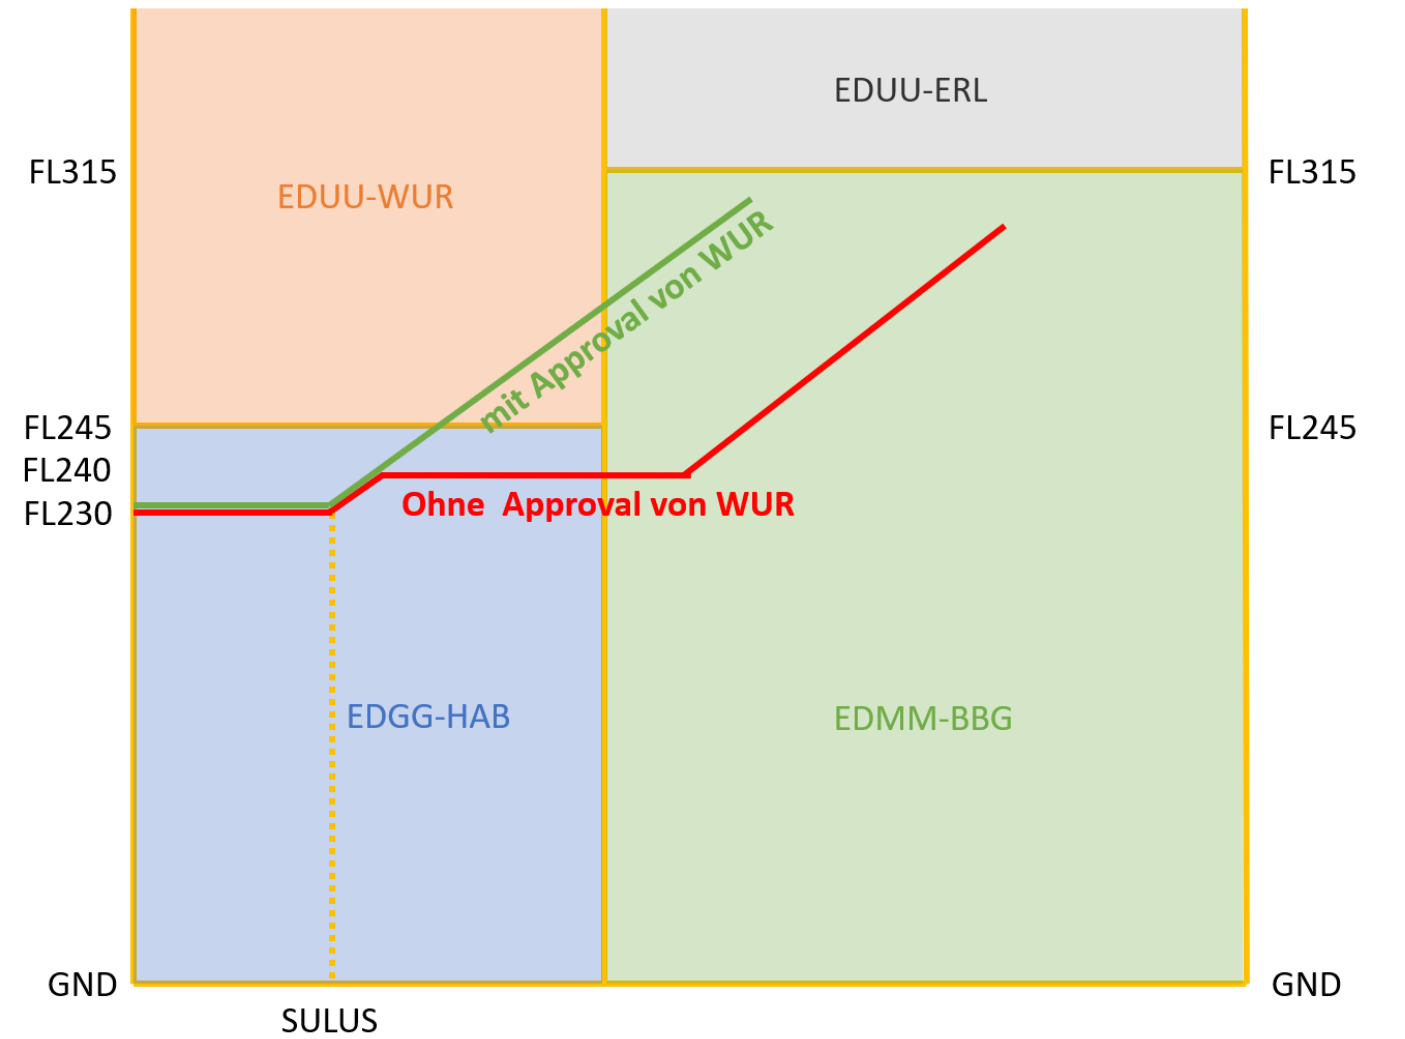 EDUU-ERL
FL315
FL315
EDUU-WUR
mit Approval von WUR
FL245
FL245
FL240
FL230
Ohne  Approval von WUR
EDGG-HAB
EDMM-BBG
GND
GND
SULUS